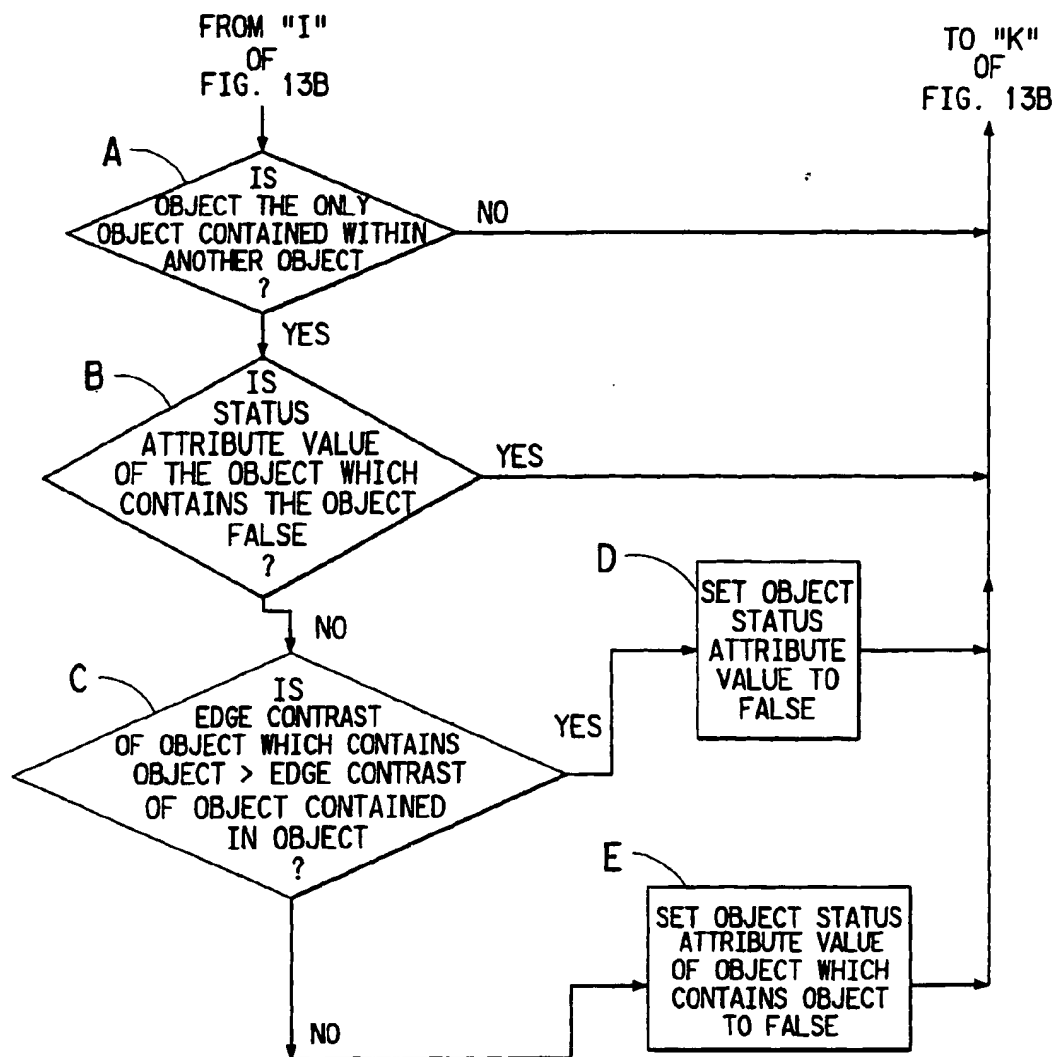 FROM "I"
OF
FIG. 13B
TO "K"
OF
FIG. 13B
A
IS
OBJECT THE ONLY
OBJECT CONTAINED WITHIN
ANOTHER OBJECT
?
NO
YES
B
IS
STATUS
ATTRIBUTE VALUE
OF THE OBJECT WHICH
CONTAINS THE OBJECT
FALSE
?
YES
NO
C
IS
EDGE CONTRAST
OF OBJECT WHICH CONTAINS
OBJECT > EDGE CONTRAST
OF OBJECT CONTAINED
IN OBJECT
?
YES
D
SET OBJECT
STATUS
ATTRIBUTE
VALUE TO
FALSE
E
SET OBJECT STATUS
ATTRIBUTE VALUE
OF OBJECT WHICH
CONTAINS OBJECT
TO FALSE
NO